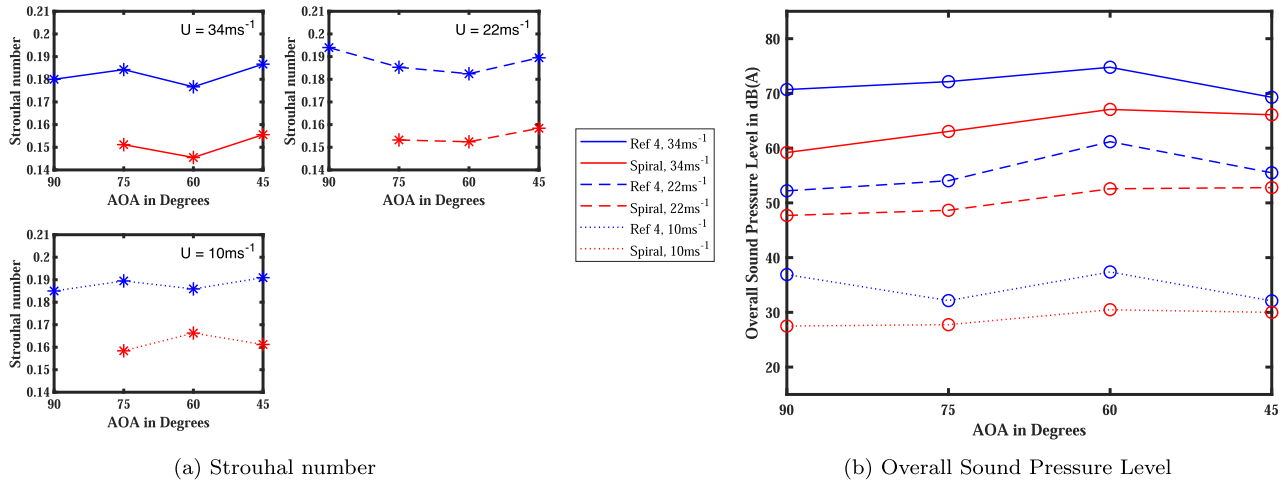 0.21
0.2
0.19
0.18
0.17
0.16
0.15
0.14
90
75
60
45
Strouhal number
AOA in Degrees
U = 34ms-1
0.21
0.2
0.19
0.18
0.17
0.16
0.15
0.14
90
75
60
45
Strouhal number
AOA in Degrees
U = 22ms-1
0.21
0.2
0.19
0.18
0.17
0.16
0.15
0.14
90
75
60
45
Strouhal number
AOA in Degrees
U = 10ms-1
Ref 4, 34ms-1
Spiral, 34ms-1
Ref 4, 22ms-1
Spiral, 22ms-1
Ref 4, 10ms-1
Spiral, 10ms-1
80
70
60
50
40
30
20
90
75
60
45
Overall Sound Pressure Level in dB(A)
AOA in Degrees
(a) Strouhal number
(b) Overall Sound Pressure Level